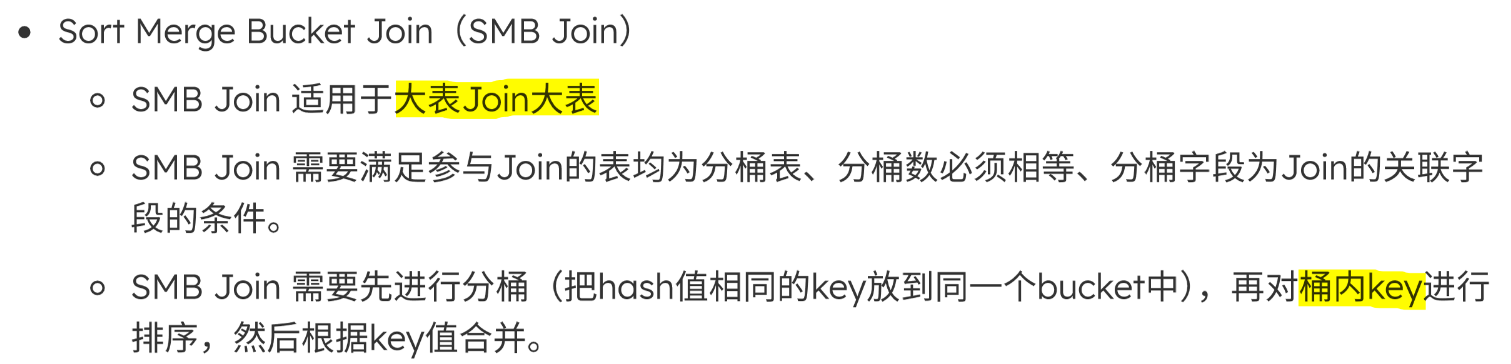 • Sort Merge Bucket Join（SMB Join）
○ SMB Join 适用于大表Join大表
○ SMB Join 需要满足参与Join的表均为分桶表、分桶数必须相等、分桶字段为Join的关联字
段的条件。
○ SMB Join 需要先进行分桶（把hash值相同的key放到同一个bucket中），再对桶内key进行
排序，然后根据key值合并。